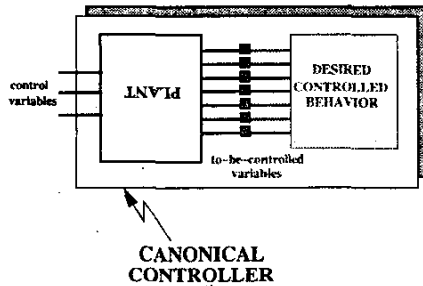 control
variables
PLANT
DESIRED
CONTROLLED
BEHAVIOR
to-be-controlled
variables
CANONICAL
CONTROLLER